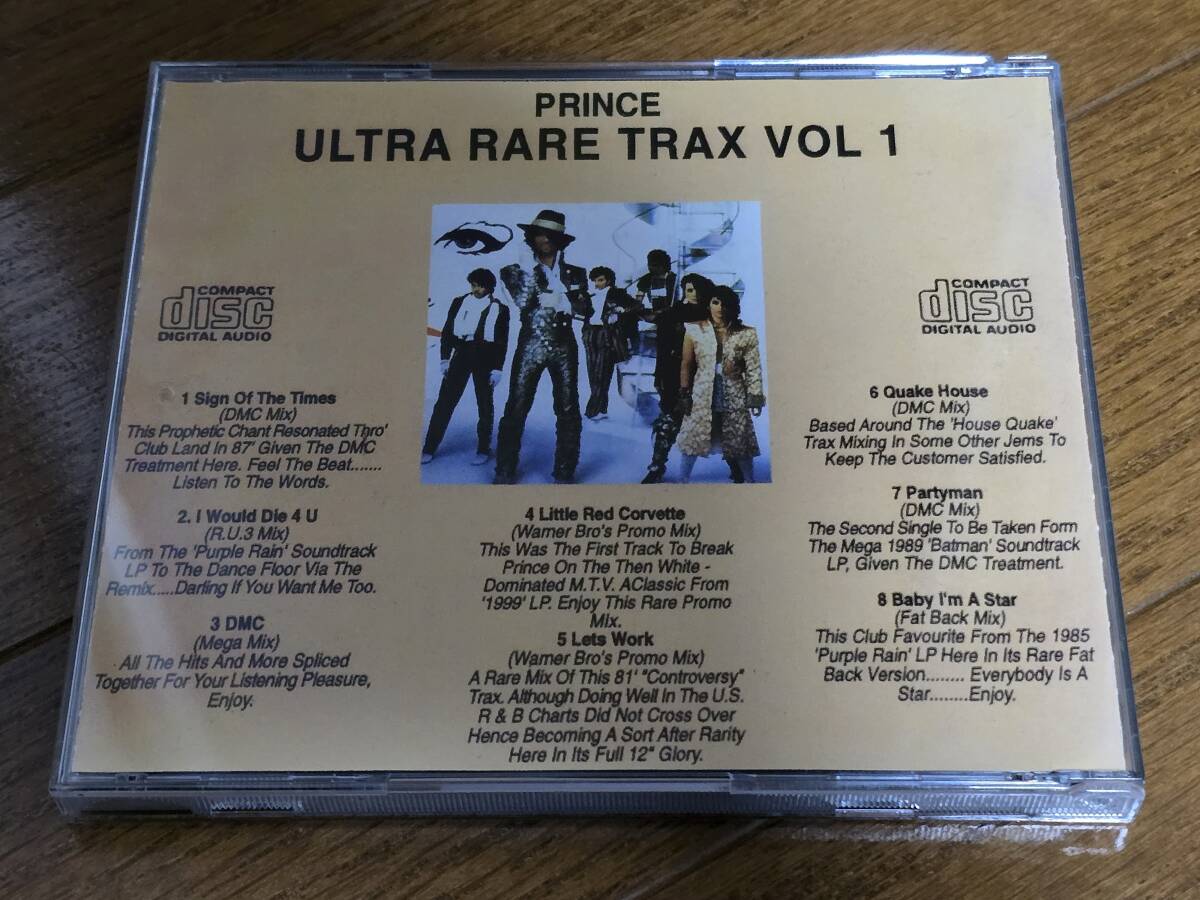 PRINCE
ULTRA RARE TRAX VOL 1
COMPACT
disc
DIGITAL AUDIO
COMPACT
disc
DIGITAL AUDIO
1 Sign Of The Times
(DMC Mix)
This Prophetic Chant Resonated Thro'
Club Land In 87' Given The DMC
Treatment Here. Feel The Beat.......
Listen To The Words.
2. I Would Die 4 U
(R.U.3 Mix)
From The 'Purple Rain' Soundtrack
LP To The Dance Floor Via The
Remix.....Darling If You Want Me Too.
3 DMC
(Mega Mix)
All The Hits And More Spliced
Together For Your Listening Pleasure,
Enjoy.
4 Little Red Corvette
(Warner Bro's Promo Mix)
This Was The First Track To Break
Prince On The Then White -
Dominated M.T.V. AClassic From
'1999' LP. Enjoy This Rare Promo
Mix.
5 Lets Work
(Warner Bro's Promo Mix)
A Rare Mix Of This 81' "Controversy"
Trax. Although Doing Well In The U.S.
R & B Charts Did Not Cross Over
Hence Becoming A Sort After Rarity
Here In Its Full 12" Glory.
6 Quake House
(DMC Mix)
Based Around The 'House Quake'
Trax Mixing In Some Other Jems To
Keep The Customer Satisfied.
7 Partyman
(DMC Mix)
The Second Single To Be Taken Form
The Mega 1989 'Batman' Soundtrack
LP, Given The DMC Treatment.
8 Baby I'm A Star
(Fat Back Mix)
This Club Favourite From The 1985
'Purple Rain' LP Here In Its Rare Fat
Back Version........ Everybody Is A
Star........Enjoy.